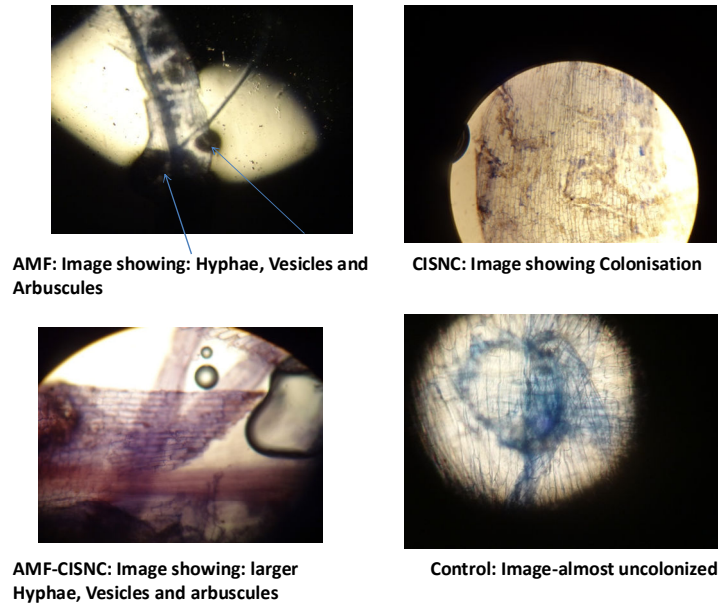 AMF: Image showing: Hyphae, Vesicles and
Arbuscules
CISNC: Image showing Colonisation
AMF-CISNC: Image showing: larger
Hyphae, Vesicles and arbuscules
Control: Image-almost uncolonized